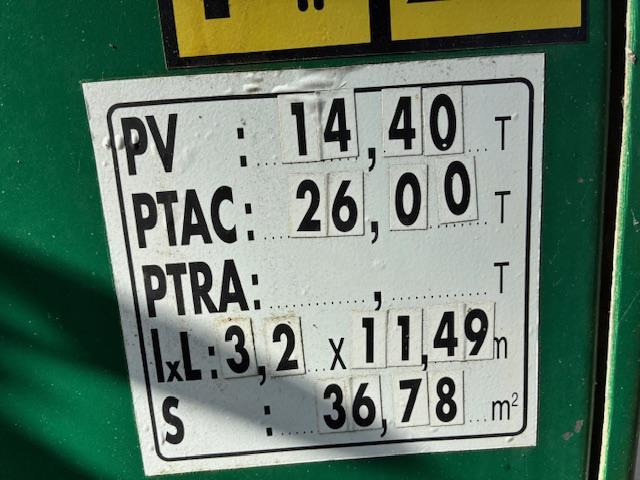 PV : 14,40 T
PTAC: 26,00 T
PTRA: , T
lxL: 3,2 x 11,49 m
S : 36,78 m²